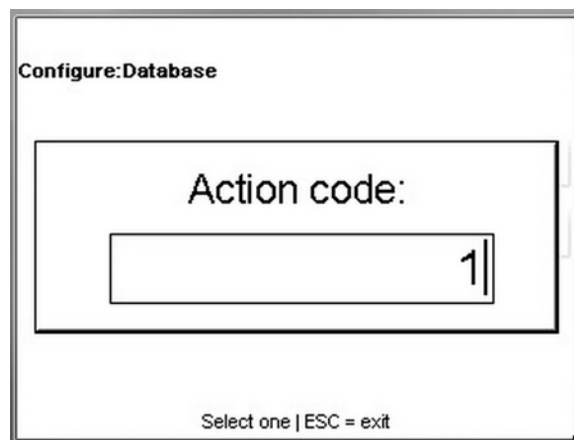 Configure:Database
Action code:
1
Select one | ESC = exit